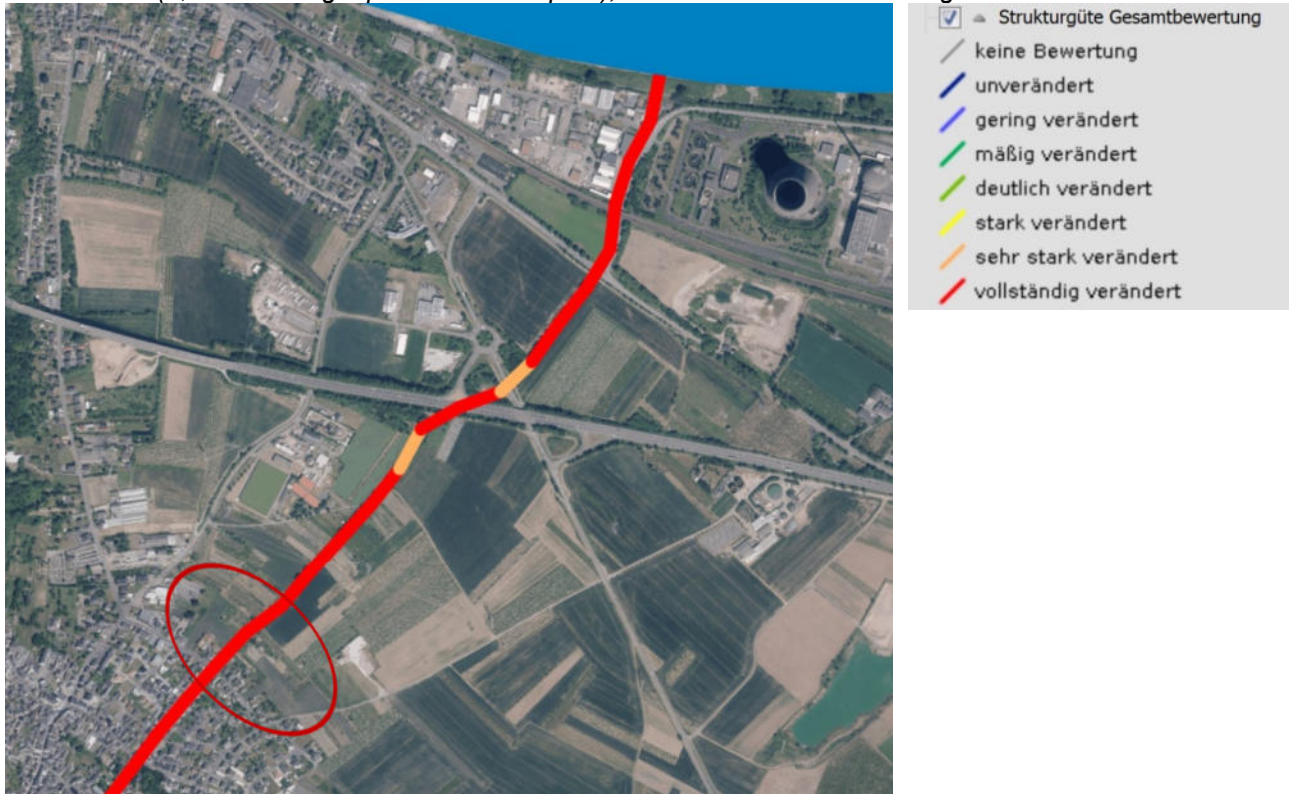 Strukturgüte Gesamtbewertung
keine Bewertung
unverändert
gering verändert
mäßig verändert
deutlich verändert
stark verändert
sehr stark verändert
vollständig verändert